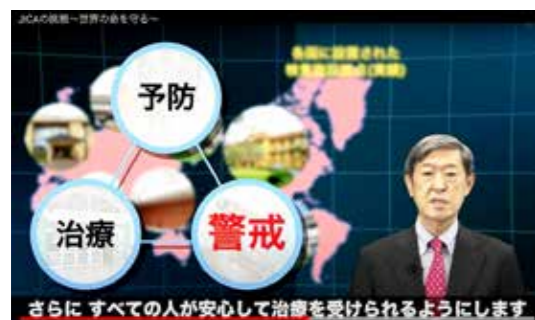 JICAの挑戦〜世界の命を守る〜
各国に設置された
予防
治療
警戒
さらに すべての人が安心して治療を受けられるようにします